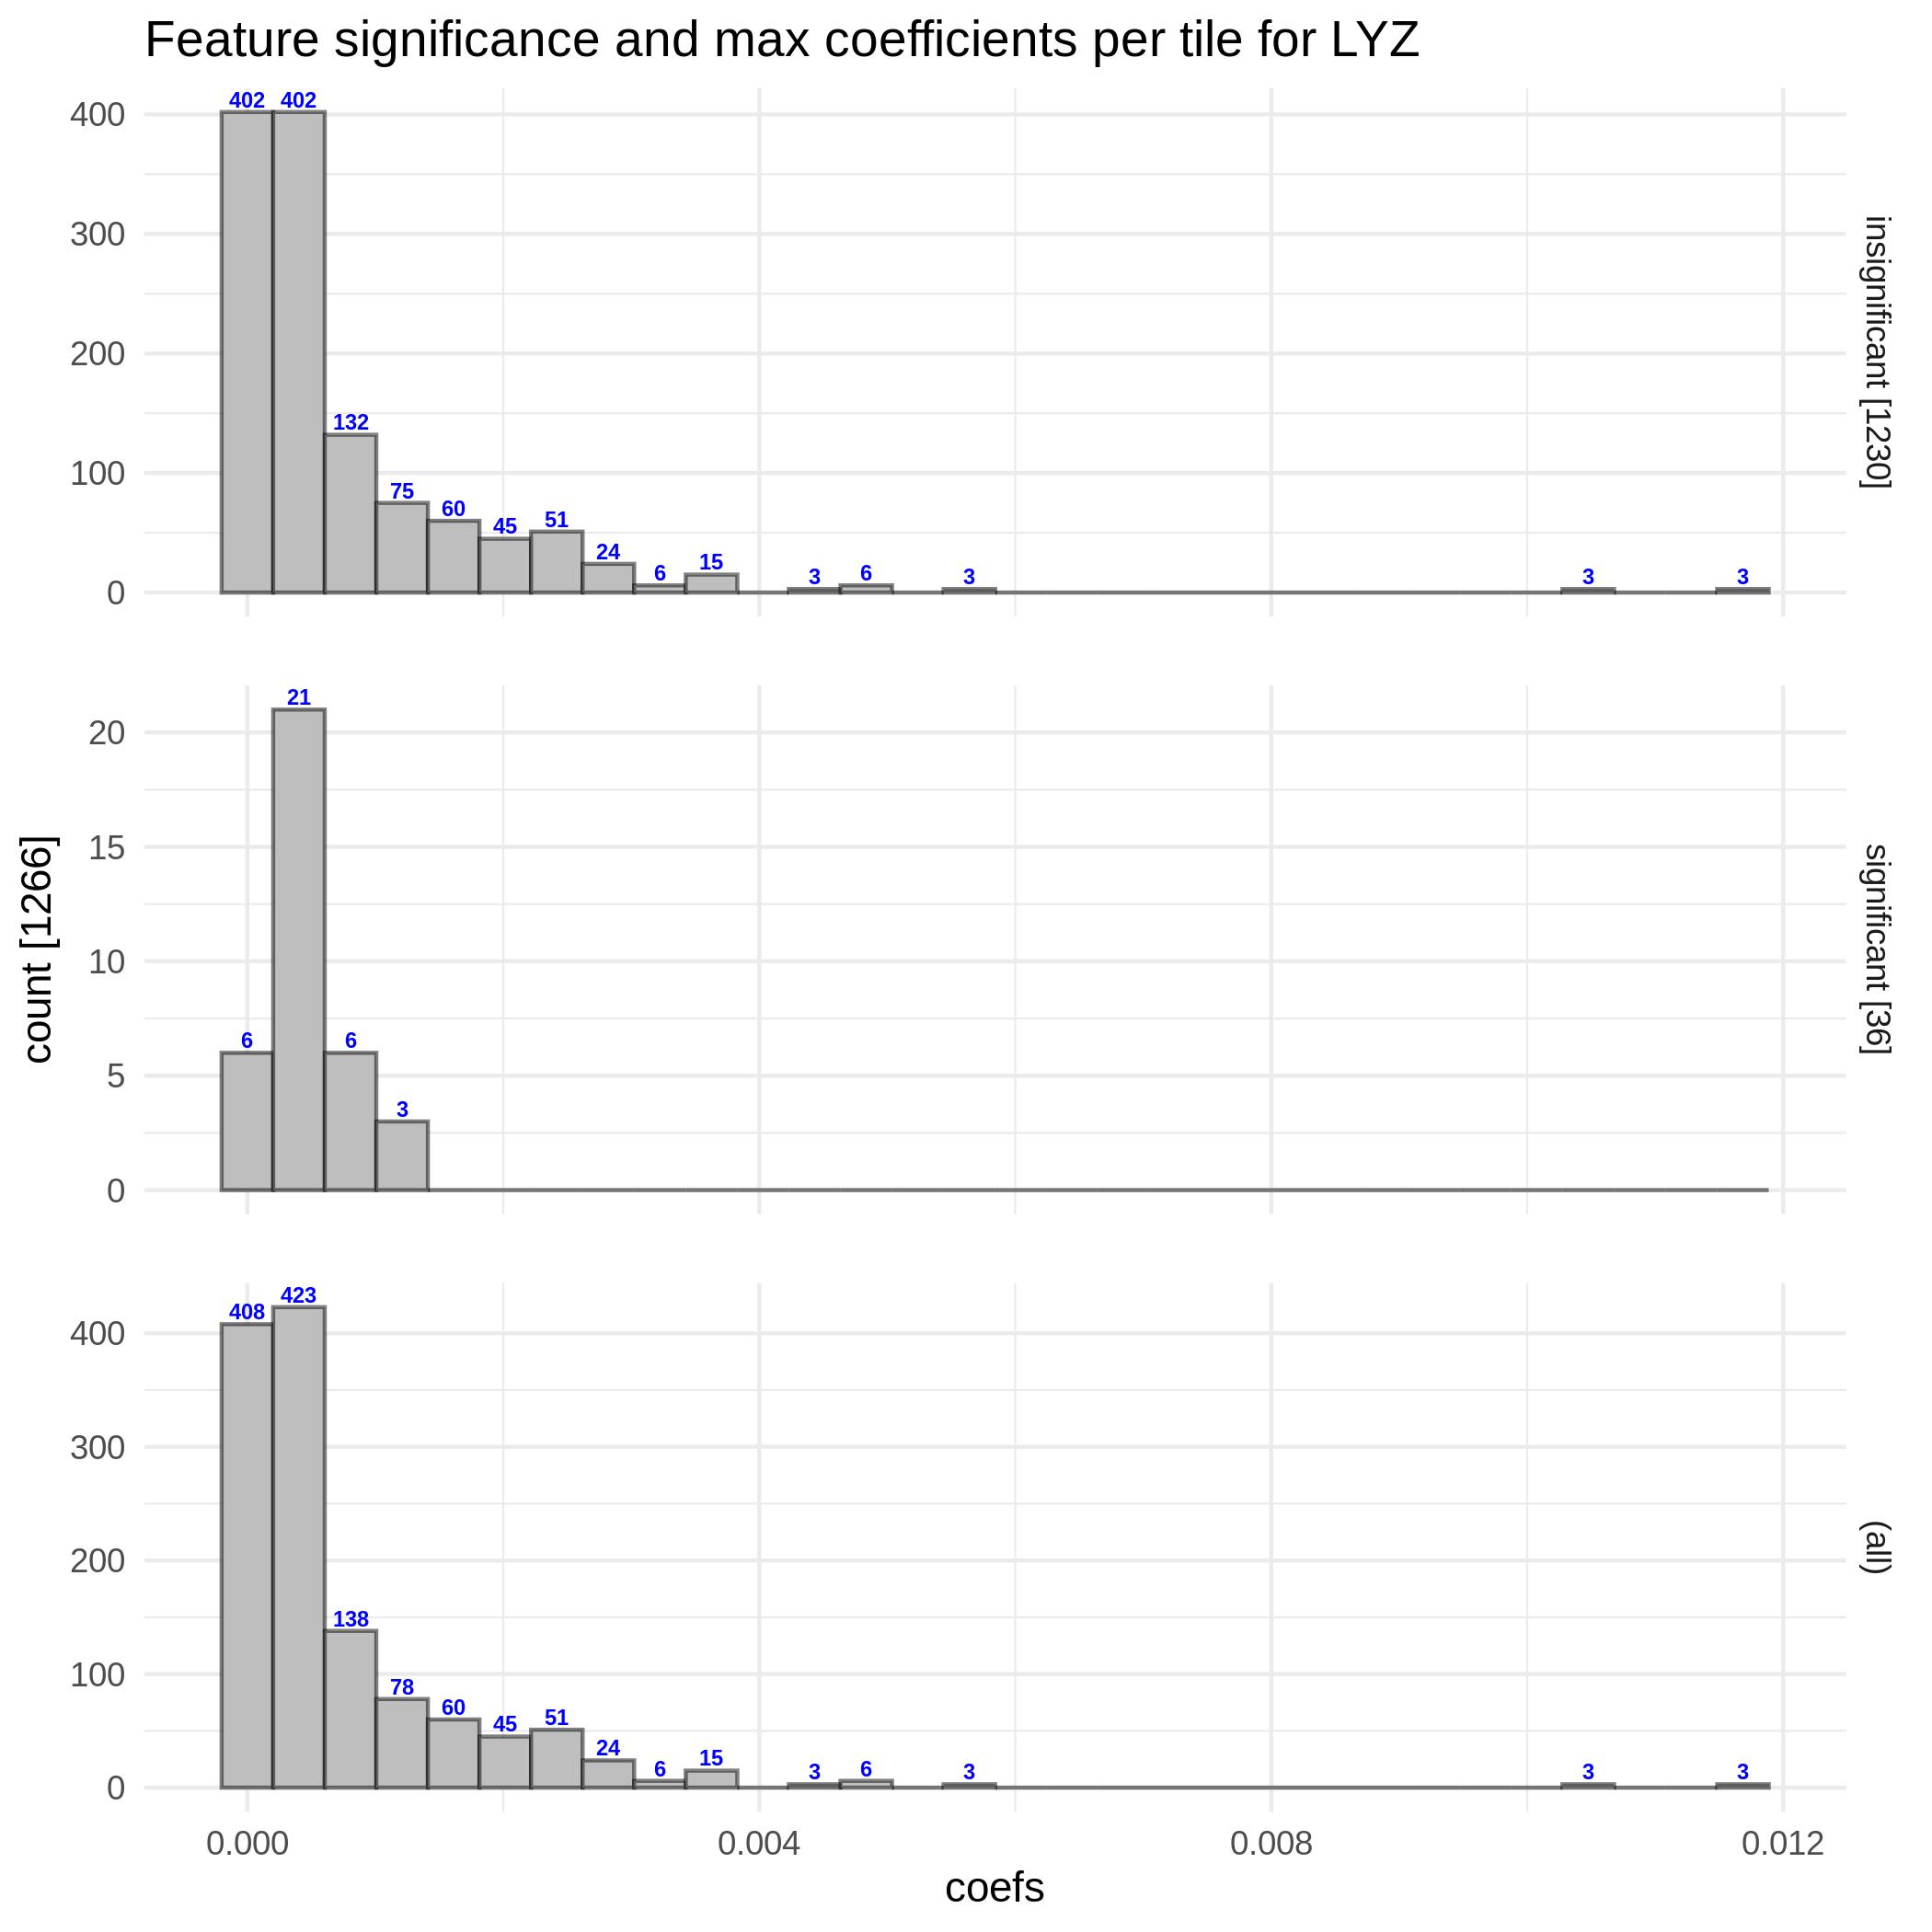 Feature significance and max coefficients per tile for LYZ
402 402 132 75 60 45 51 24 6 15 3 6 3 3 3
400
300
200
100
0
insignificant [1230]
21 6 6 3
20
15
10
5
0
significant [36]
count [1266]
408 423 138 78 60 45 51 24 6 15 3 6 3 3 3
400
300
200
100
0
(all)
0.000 0.004 0.008 0.012
coefs